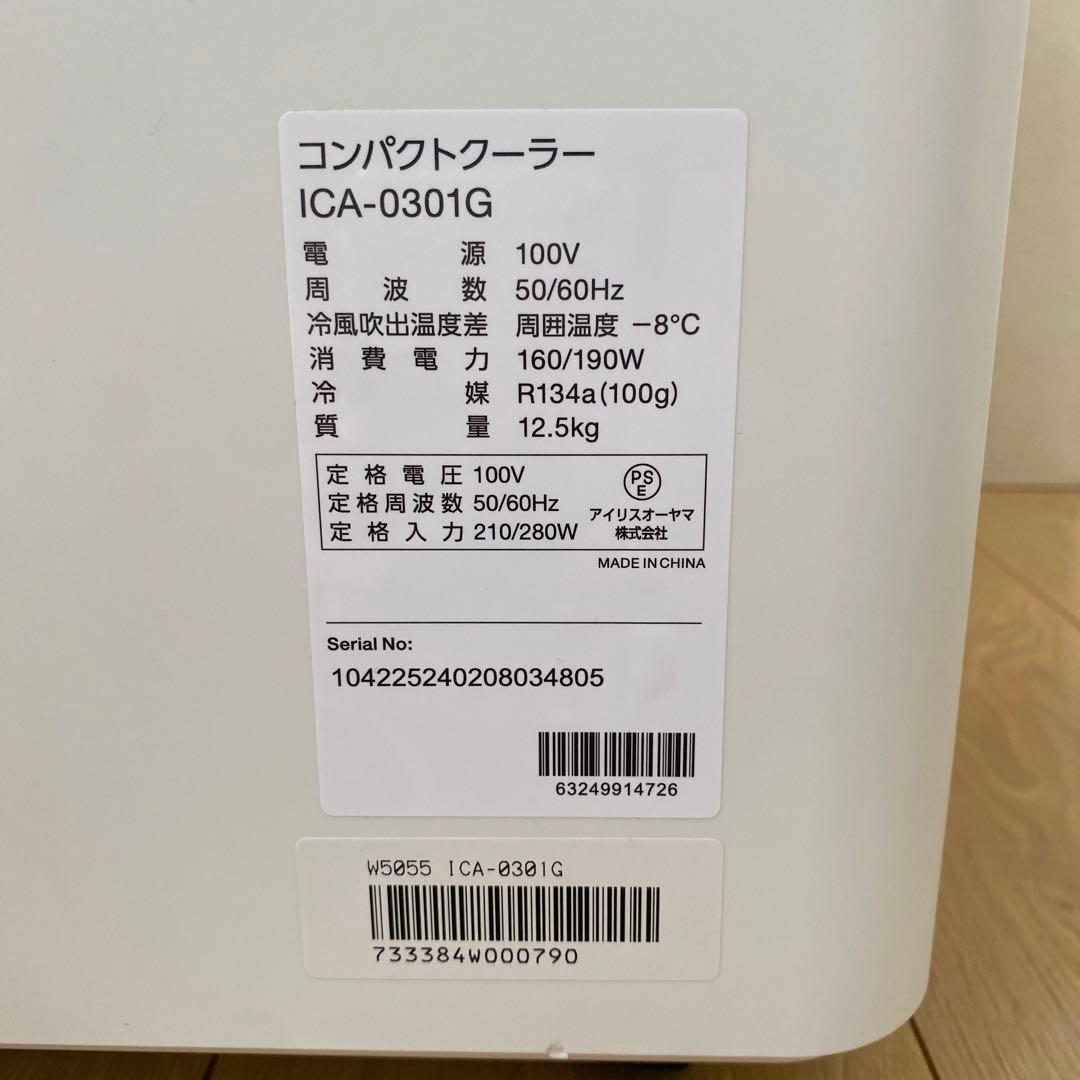 コンパクトクーラー
ICA-0301G
電源 100V
周波数 50/60Hz
冷風吹出温度差 周囲温度 −8℃
消費電力 160/190W
冷媒 R134a(100g)
質量 12.5kg
定格電圧 100V
定格周波数 50/60Hz
定格入力 210/280W
PS
E
アイリスオーヤマ
株式会社
MADE IN CHINA
Serial No:
104225240208034805
63249914726
W5055 ICA-0301G
733384W000790